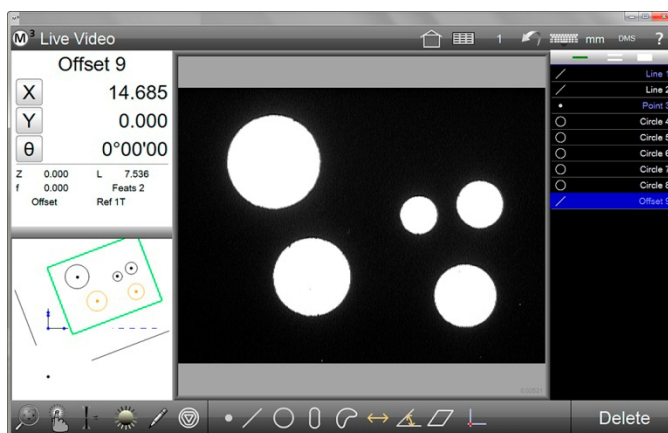 M3 Live Video 1 mm DMS ?
Offset 9
X 14.685
Y 0.000
θ 0°00'00
Z 0.000 L 7.536
f 0.000 Feats 2
Offset Ref 1T
Line 1
Line 2
Point 3
Circle 4
Circle 5
Circle 6
Circle 7
Circle 8
Offset 9
Delete